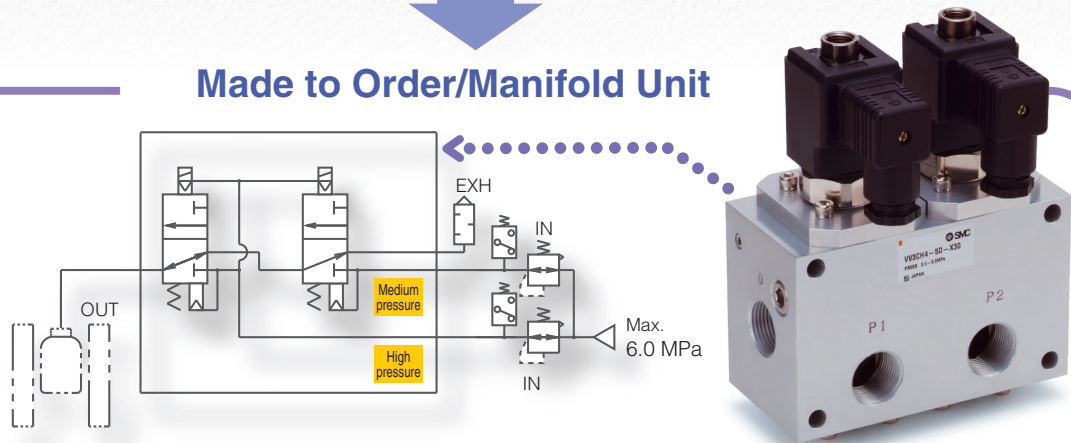 Made to Order/Manifold Unit
EXH
IN
OUT
Medium
pressure
High
pressure
Max.
6.0 MPa
IN
SMC
VV3CH4-5D-X30
JAPAN
P1
P2